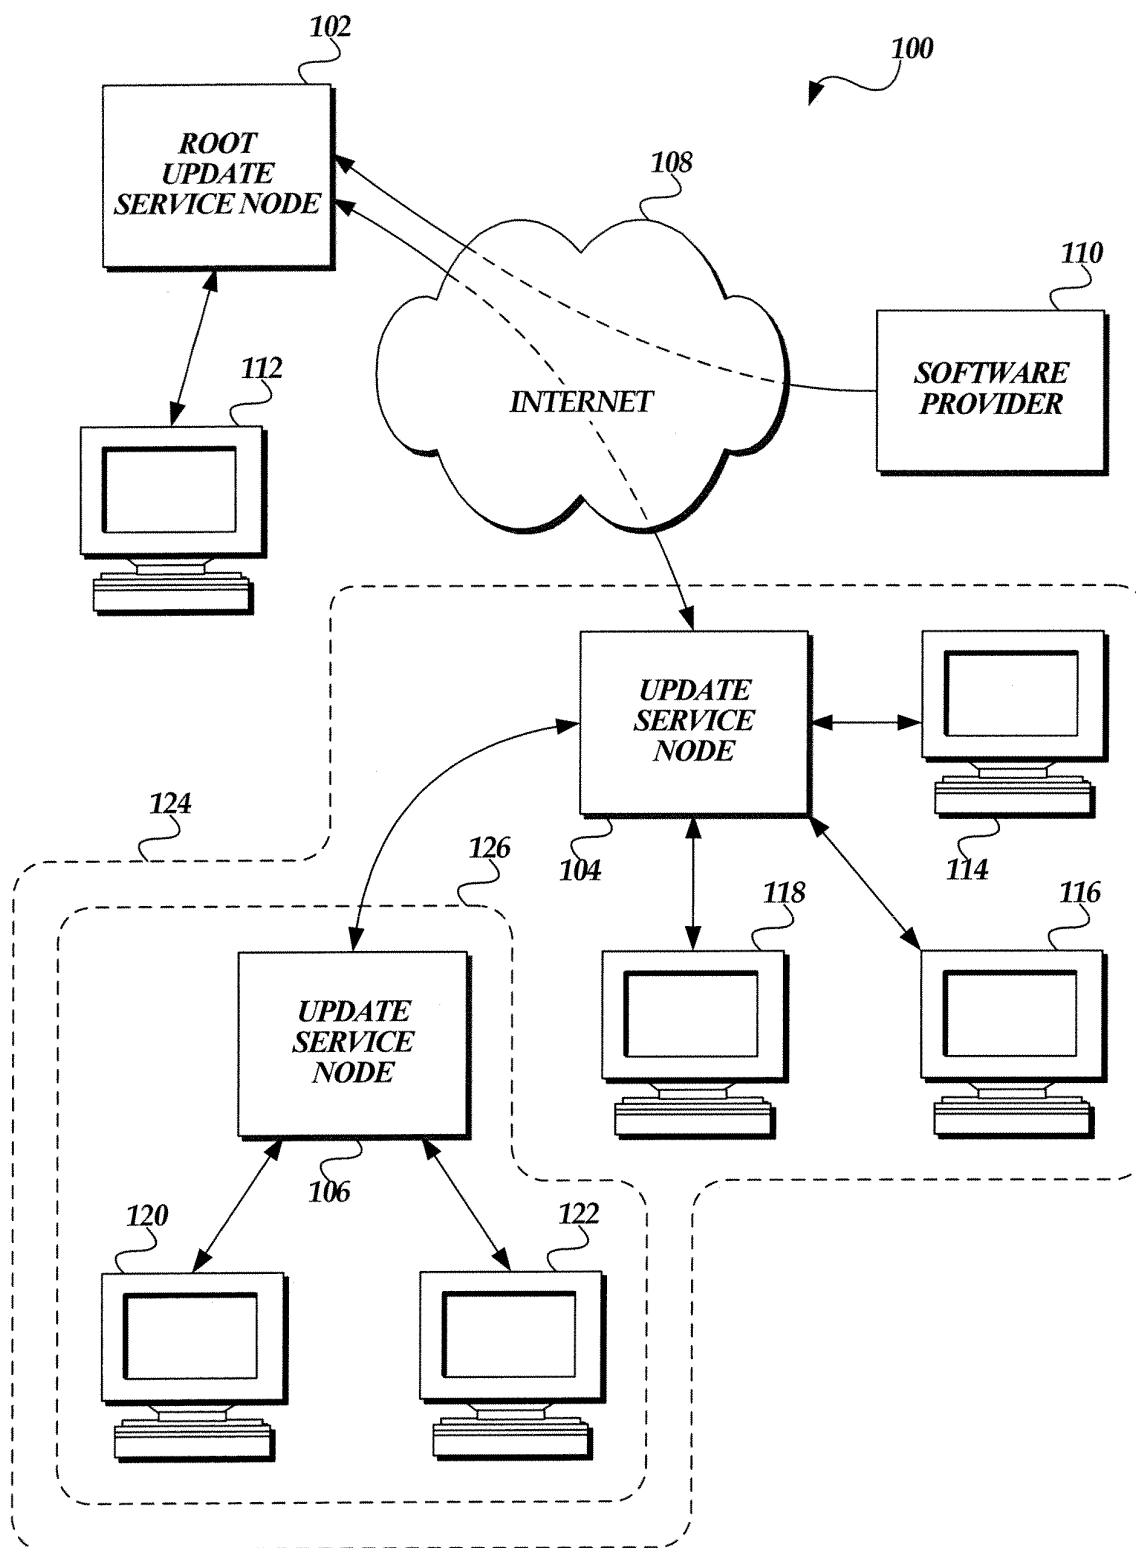 102
100
ROOT
UPDATE
SERVICE NODE
108
110
SOFTWARE
PROVIDER
INTERNET
112
UPDATE
SERVICE
NODE
124
126
104
114
118
116
UPDATE
SERVICE
NODE
106
120
122